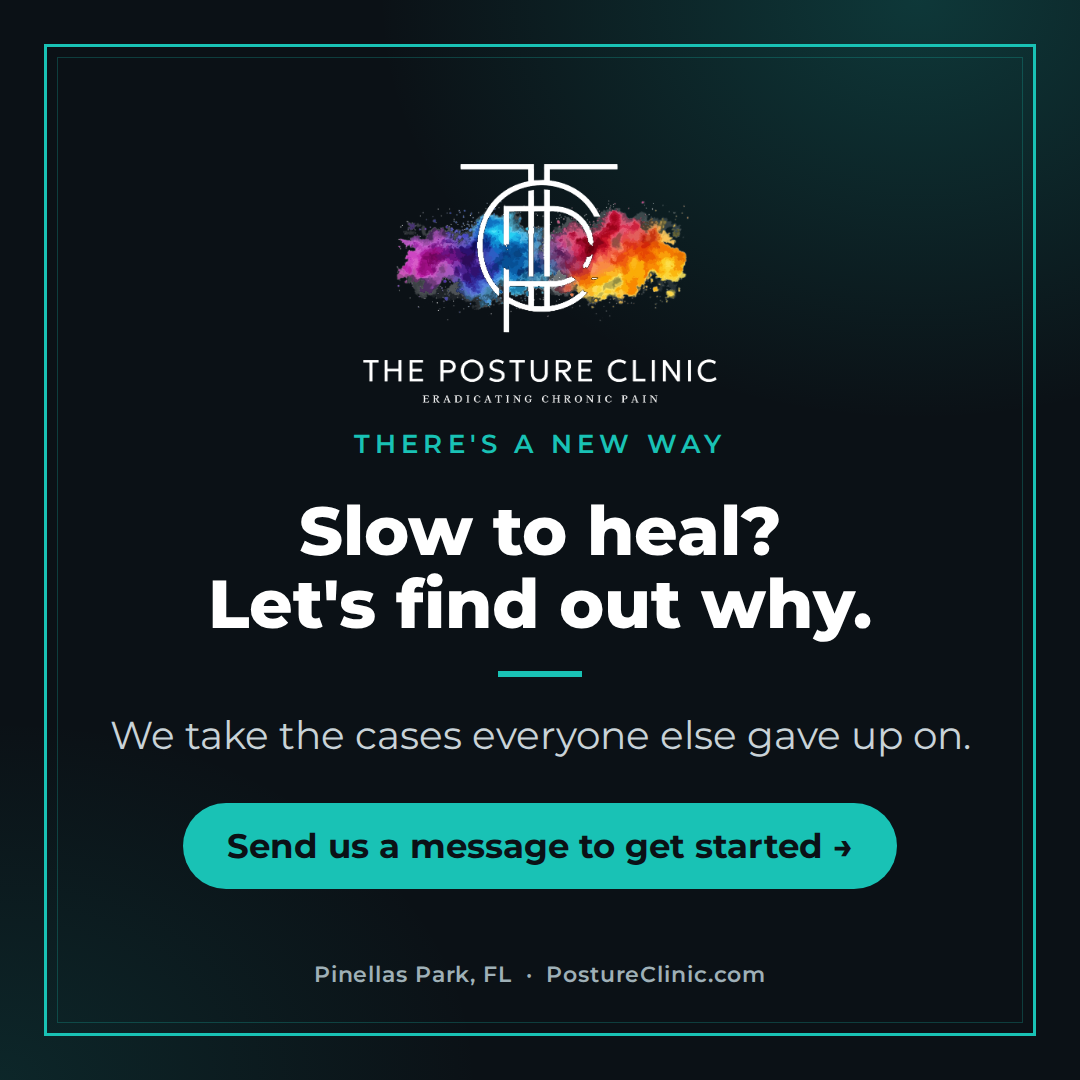 THE POSTURE CLINIC
ERADICATING CHRONIC PAIN
THERE'S A NEW WAY
Slow to heal?
Let's find out why.
We take the cases everyone else gave up on.
Send us a message to get started →
Pinellas Park, FL · PostureClinic.com